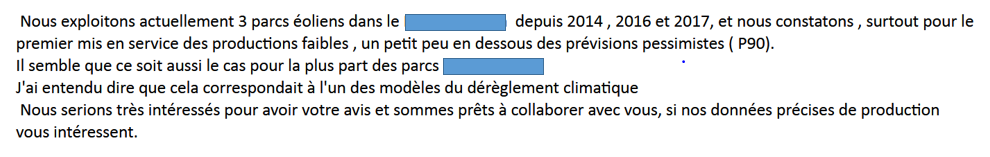 Nous exploitons actuellement 3 parcs éoliens dans le depuis 2014 , 2016 et 2017, et nous constatons , surtout pour le
premier mis en service des productions faibles , un petit peu en dessous des prévisions pessimistes ( P90).
Il semble que ce soit aussi le cas pour la plus part des parcs
J'ai entendu dire que cela correspondait à l'un des modèles du dérèglement climatique
Nous serions très intéressés pour avoir votre avis et sommes prêts à collaborer avec vous, si nos données précises de production
vous intéressent.